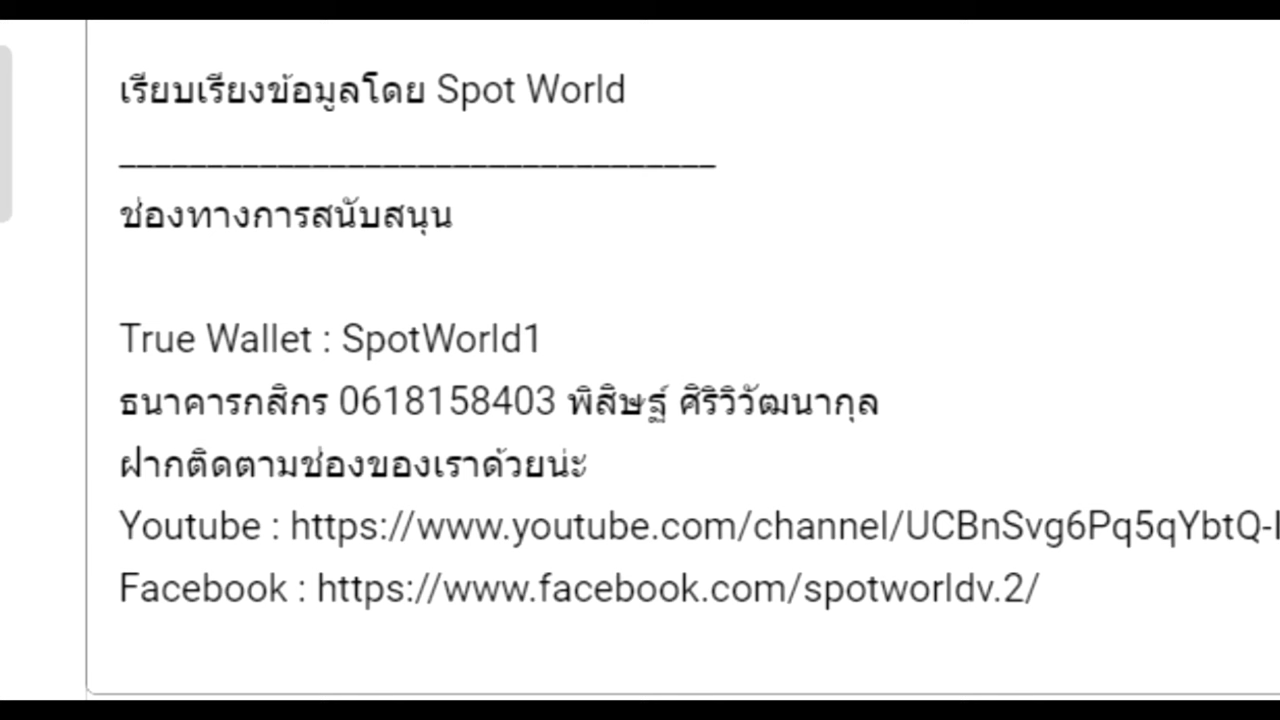 เรียบเรียงข้อมูลโดย Spot World
__________________________________
ช่องทางการสนับสนุน
True Wallet : SpotWorld1
ธนาคารกสิกร 0618158403 พิสิษฐ์ ศิริวิวัฒนากุล
ฝากติดตามช่องของเราด้วยน่ะ
Youtube : https://www.youtube.com/channel/UCBnSvg6Pq5qYbtQ-
Facebook : https://www.facebook.com/spotworldv.2/